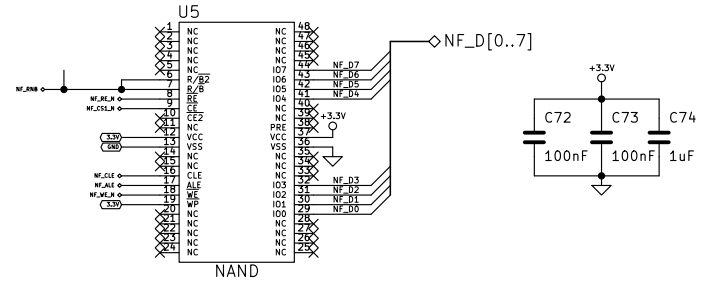 U5
1 NC NC 48
2 NC NC 47
3 NC NC 46
4 NC NC 45
5 NC IO7 44 NF_D7
6 R/B2 IO6 43 NF_D6
NF_RNB 7 R/B IO5 42 NF_D5
NF_RE_N 8 RE IO4 41 NF_D4
NF_CS1_N 9 CE NC 40
10 CE2 NC 39
11 NC PRE 38
3.3V 12 VCC VCC 37 +3.3V
GND 13 VSS VSS 36
14 NC NC 35
15 NC NC 34
NF_CLE 16 CLE NC 33
NF_ALE 17 ALE IO3 32 NF_D3
NF_WE_N 18 WE IO2 31 NF_D2
3.3V 19 WP IO1 30 NF_D1
20 NC IO0 29 NF_D0
21 NC NC 28
22 NC NC 27
23 NC NC 26
24 NC NC 25
NAND
NF_D[0..7]
+3.3V
C72 C73 C74
100nF 100nF 1uF